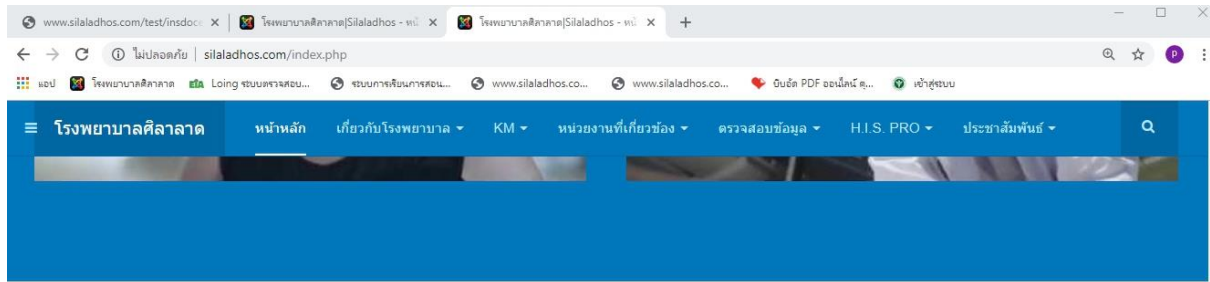 www.silaladhos.com/test/insdoce โรงพยาบาลศิลาลาด|Silaladhos - หน้ โรงพยาบาลศิลาลาด|Silaladhos - หน้
ไม่ปลอดภัย silaladhos.com/index.php P
แอป โรงพยาบาลศิลาลาด ITA Loing ระบบตรวจสอบ... ระบบการเรียนการสอน... www.silaladhos.co... www.silaladhos.co... บีบอัด PDF ออนไลน์ ดุ... เข้าสู่ระบบ
โรงพยาบาลศิลาลาด หน้าหลัก เกี่ยวกับโรงพยาบาล KM หน่วยงานที่เกี่ยวข้อง ตรวจสอบข้อมูล H.I.S. PRO ประชาสัมพันธ์